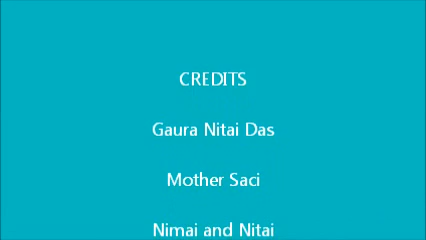 CREDITS
Gaura Nitai Das
Mother Saci
Nimai and Nitai